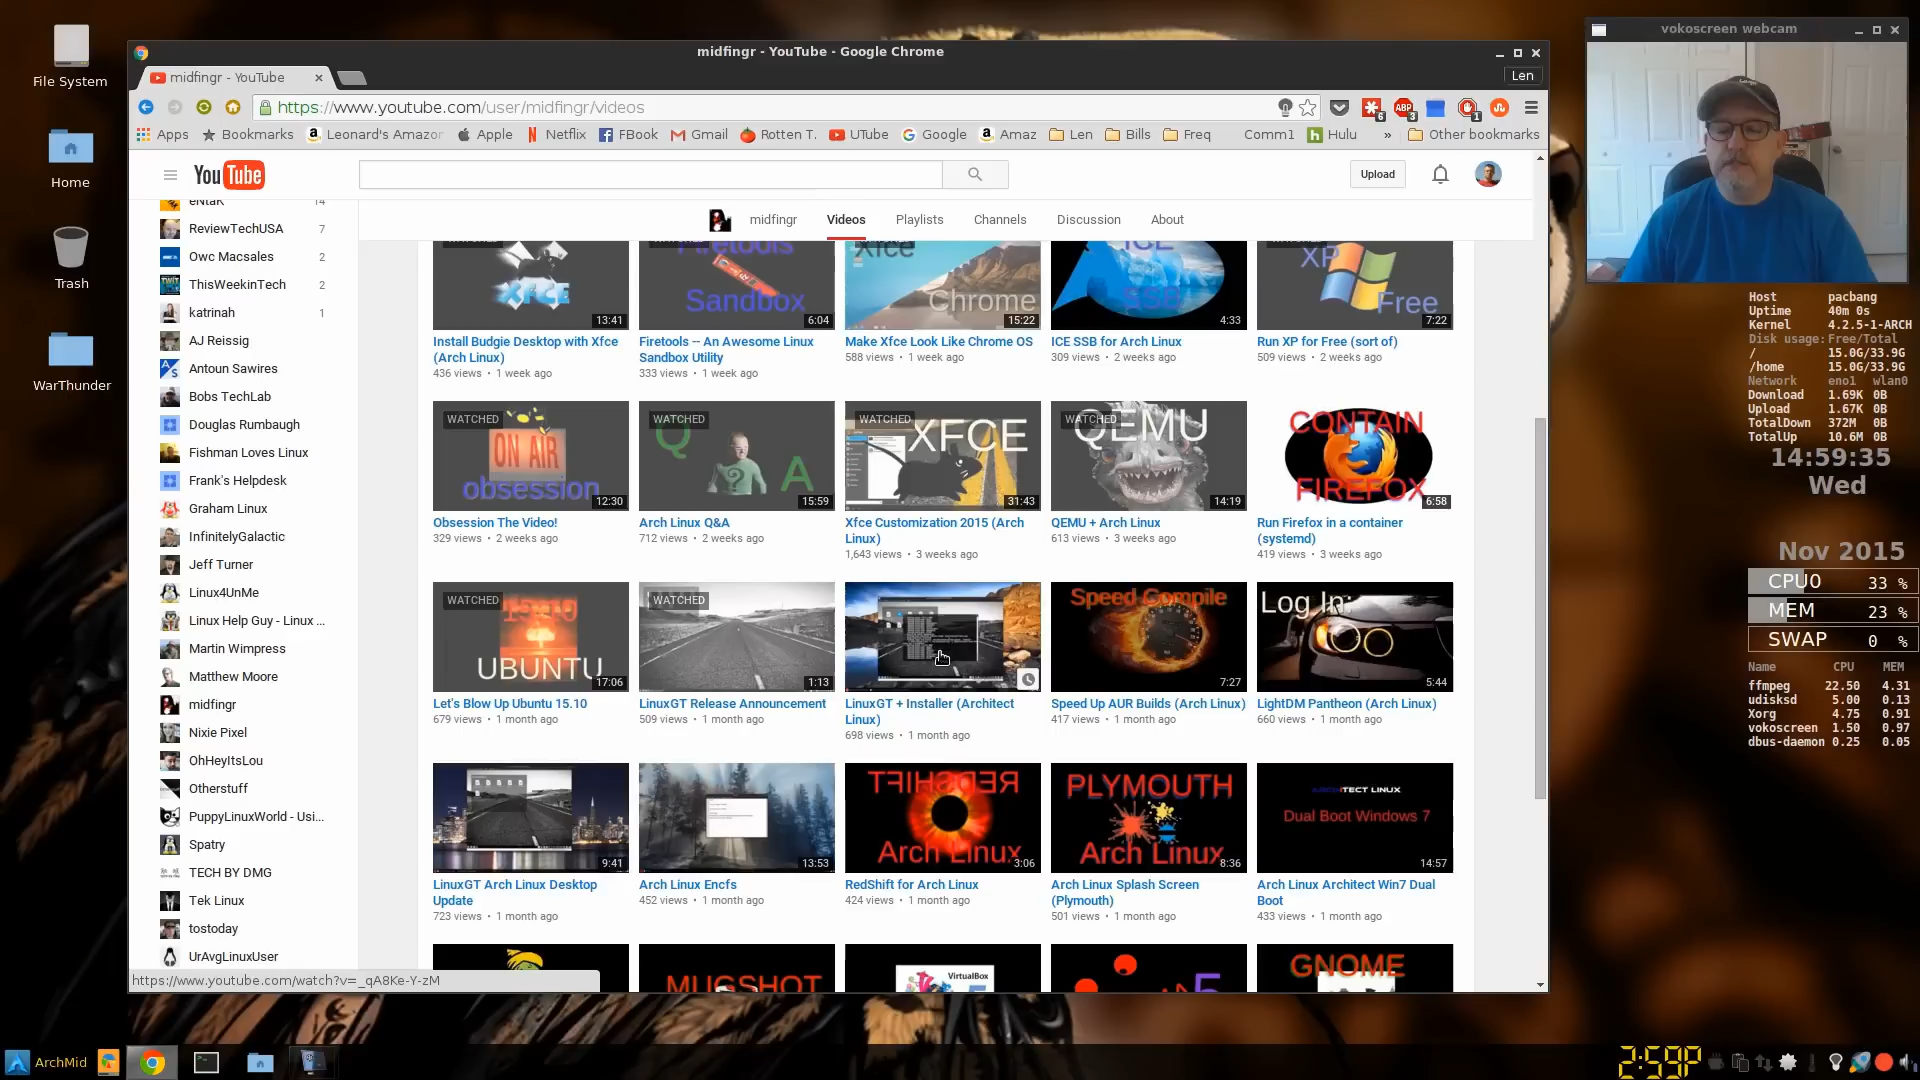 File System
Home
Trash
WarThunder
midfingr - YouTube - Google Chrome
midfingr - YouTube
Len
https://www.youtube.com/user/midfingr/videos
ABP
6
3
1
Apps
Bookmarks
Leonard's Amazor
Apple
Netflix
FBook
Gmail
Rotten T.
UTube
Google
Amaz
Len
Bills
Freq
Comm1
Hulu
»
Other bookmarks
YouTube
Upload
midfingr
Videos
Playlists
Channels
Discussion
About
eNtaK 14
ReviewTechUSA 7
Owc Macsales 2
ThisWeekinTech 2
katrinah 1
AJ Reissig
Antoun Sawires
Bobs TechLab
Douglas Rumbaugh
Fishman Loves Linux
Frank's Helpdesk
Graham Linux
InfinitelyGalactic
Jeff Turner
Linux4UnMe
Linux Help Guy - Linux ...
Martin Wimpress
Matthew Moore
midfingr
Nixie Pixel
OhHeyItsLou
Otherstuff
PuppyLinuxWorld - Usi...
Spatry
TECH BY DMG
Tek Linux
tostoday
UrAvgLinuxUser
XFCE
13:41
Install Budgie Desktop with Xfce
(Arch Linux)
436 views • 1 week ago
Firetools
Sandbox
6:04
Firetools -- An Awesome Linux
Sandbox Utility
333 views • 1 week ago
Xfce
Chrome
15:22
Make Xfce Look Like Chrome OS
588 views • 1 week ago
ICE
SSB
4:33
ICE SSB for Arch Linux
309 views • 2 weeks ago
XP
Free
7:22
Run XP for Free (sort of)
509 views • 2 weeks ago
WATCHED
ON AIR
obsession
12:30
Obsession The Video!
329 views • 2 weeks ago
WATCHED
Q
A
15:59
Arch Linux Q&A
712 views • 2 weeks ago
WATCHED
XFCE
31:43
Xfce Customization 2015 (Arch
Linux)
1,643 views • 3 weeks ago
WATCHED
QEMU
14:19
QEMU + Arch Linux
613 views • 3 weeks ago
CONTAIN
FIREFOX
6:58
Run Firefox in a container
(systemd)
419 views • 3 weeks ago
WATCHED
15.10
UBUNTU
17:06
Let's Blow Up Ubuntu 15.10
679 views • 1 month ago
WATCHED
1:13
LinuxGT Release Announcement
509 views • 1 month ago
LinuxGT + Installer (Architect
Linux)
698 views • 1 month ago
Speed Compile
7:27
Speed Up AUR Builds (Arch Linux)
417 views • 1 month ago
Log In:
5:44
LightDM Pantheon (Arch Linux)
660 views • 1 month ago
9:41
LinuxGT Arch Linux Desktop
Update
723 views • 1 month ago
13:53
Arch Linux Encfs
452 views • 1 month ago
REDSHIFT
Arch Linux
3:06
RedShift for Arch Linux
424 views • 1 month ago
PLYMOUTH
Arch Linux
8:36
Arch Linux Splash Screen
(Plymouth)
501 views • 1 month ago
ARCHITECT LINUX
Dual Boot Windows 7
14:57
Arch Linux Architect Win7 Dual
Boot
433 views • 1 month ago
MUGSHOT
VirtualBox
5
GNOME
https://www.youtube.com/watch?v=_qA8Ke-Y-zM
vokoscreen webcam
Host pacbang
Uptime 40m 0s
Kernel 4.2.5-1-ARCH
Disk usage:Free/Total
/ 15.0G/33.9G
/home 15.0G/33.9G
Network eno1 wlan0
Download 1.69K 0B
Upload 1.67K 0B
TotalDown 372M 0B
TotalUp 10.6M 0B
14:59:35
Wed
Nov 2015
CPU0 33 %
MEM 23 %
SWAP 0 %
Name CPU MEM
ffmpeg 22.50 4.31
udisksd 5.00 0.13
Xorg 4.75 0.91
vokoscreen 1.50 0.97
dbus-daemon 0.25 0.05
ArchMid
2:59P